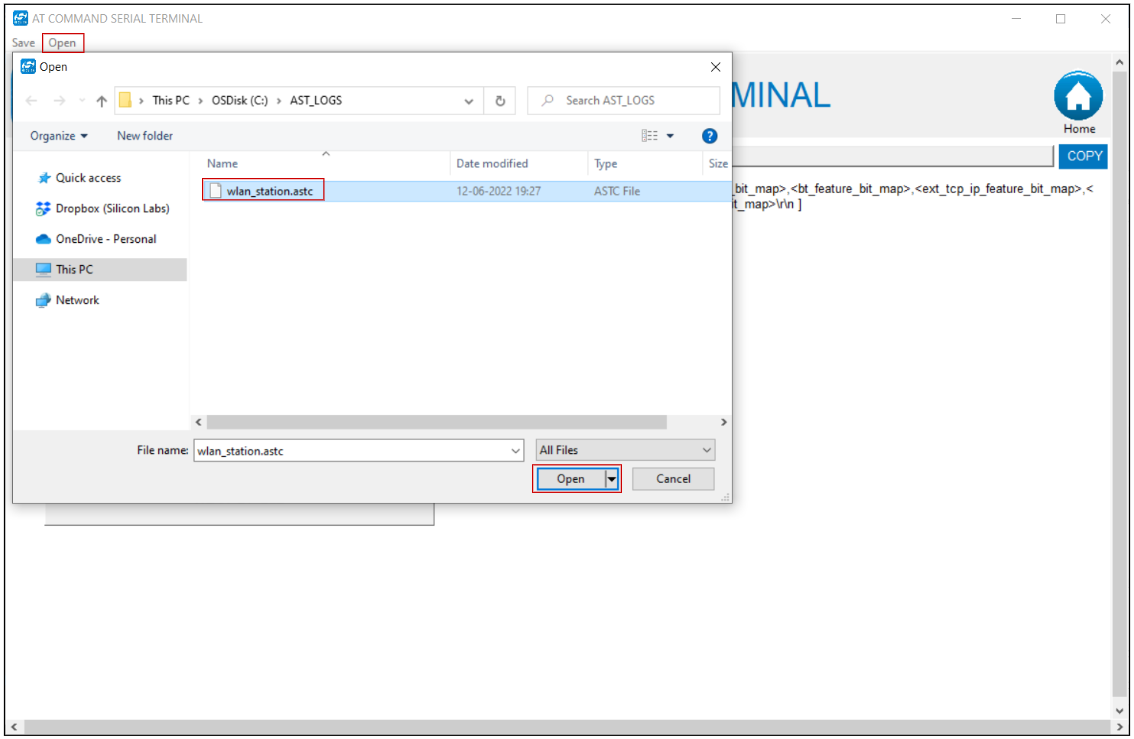 AT COMMAND SERIAL TERMINAL
Save Open
Open
This PC > OSDisk (C:) > AST_LOGS
Search AST_LOGS
MINAL
Home
Organize New folder
COPY
Name Date modified Type Size
Quick access
wlan_station.astc 12-06-2022 19:27 ASTC File
_bit_map>,<bt_feature_bit_map>,<ext_tcp_ip_feature_bit_map>,<
it_map>\r\n ]
Dropbox (Silicon Labs)
OneDrive - Personal
This PC
Network
File name: wlan_station.astc All Files
Open Cancel